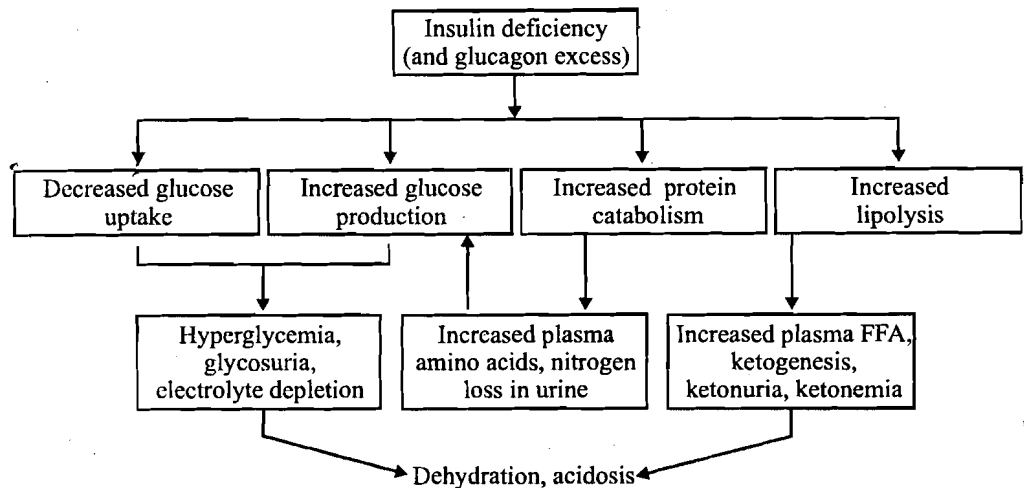 Insulin deficiency
(and glucagon excess)
Decreased glucose
uptake
Increased glucose
production
Increased protein
catabolism
Increased
lipolysis
Hyperglycemia,
glycosuria,
electrolyte depletion
Increased plasma
amino acids, nitrogen
loss in urine
Increased plasma FFA,
ketogenesis,
ketonuria, ketonemia
Dehydration, acidosis